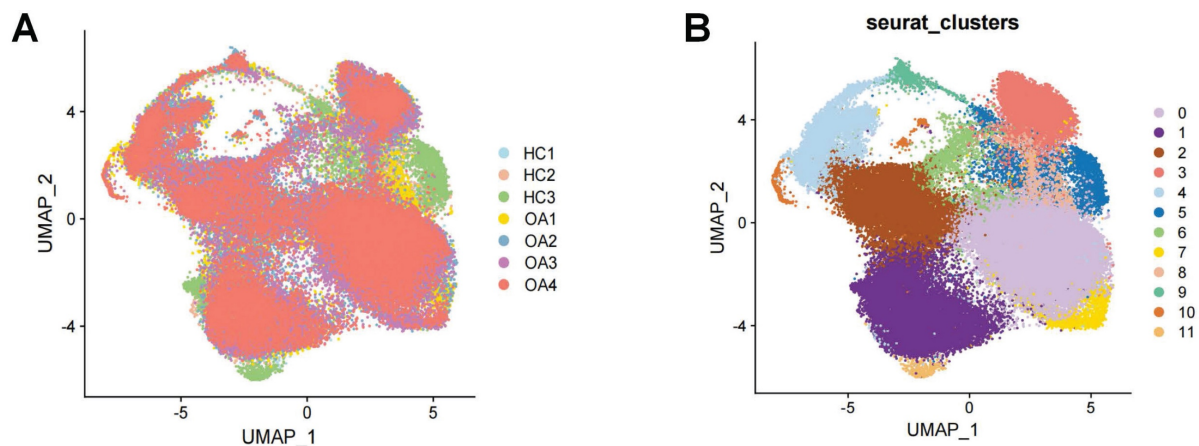 A
UMAP_2
4
0
-4
-5
0
5
UMAP_1
HC1
HC2
HC3
OA1
OA2
OA3
OA4
B
seurat_clusters
UMAP_2
4
0
-4
-5
0
5
UMAP_1
0
1
2
3
4
5
6
7
8
9
10
11